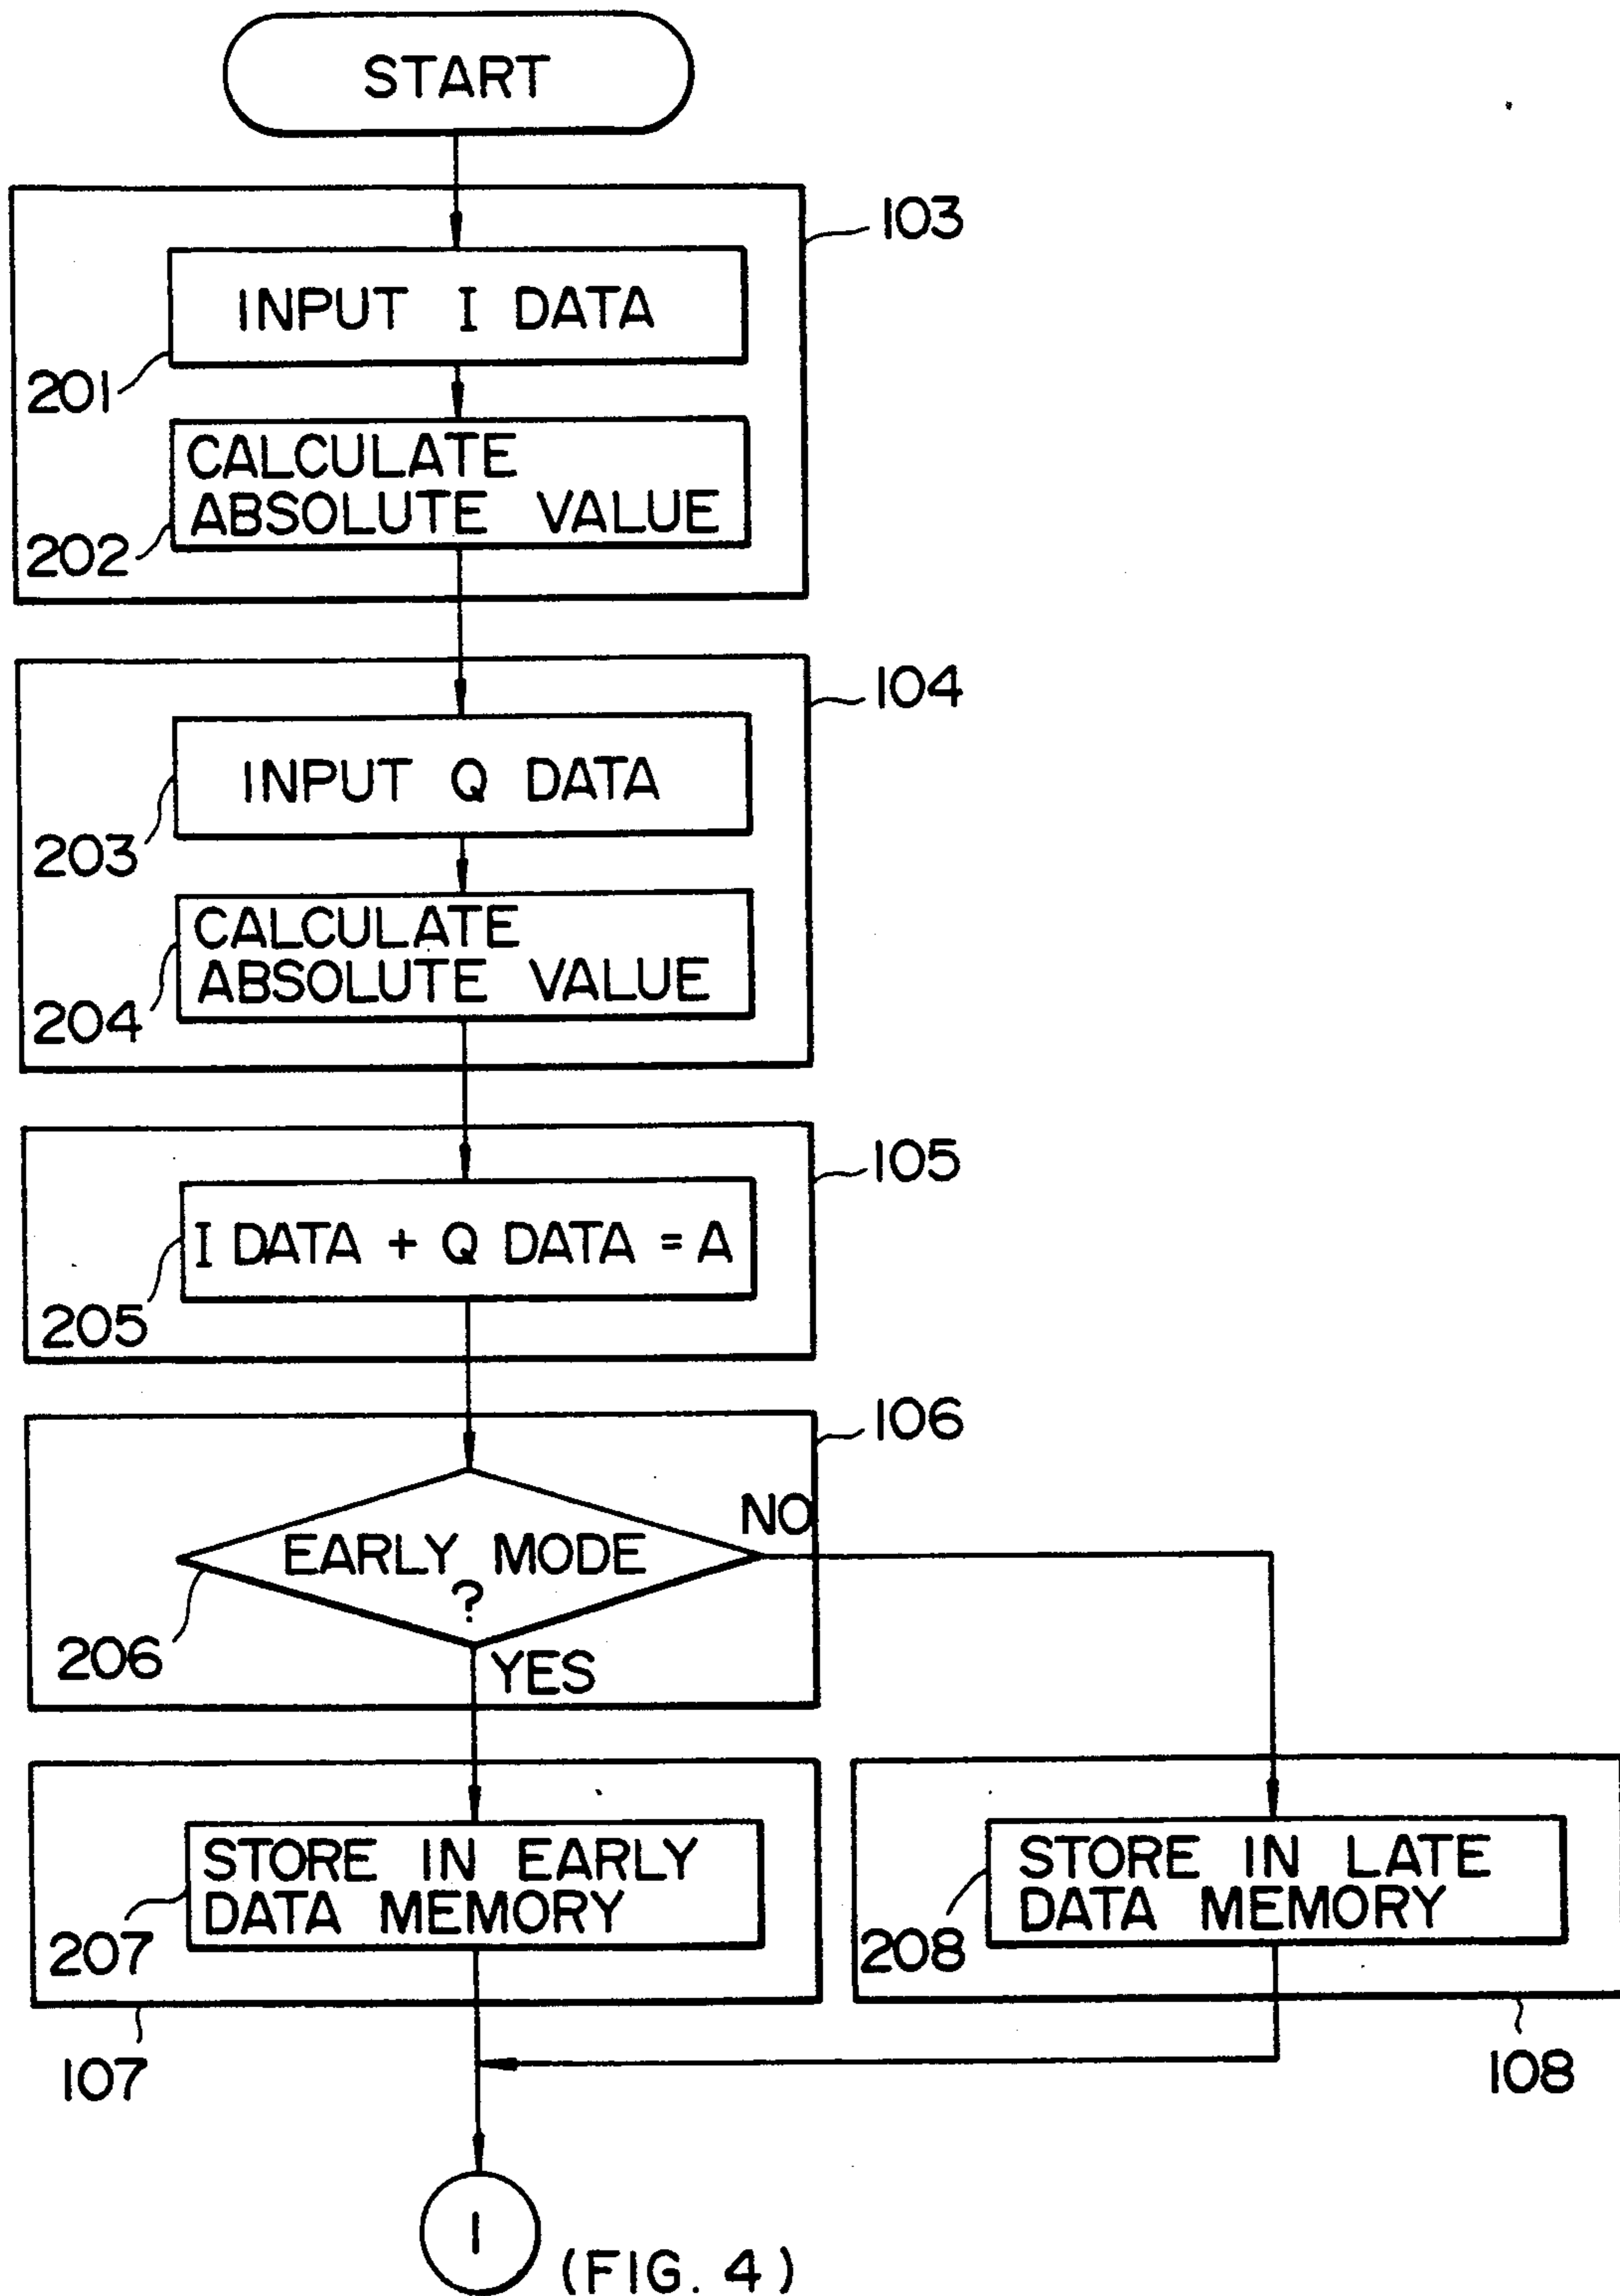 START
103
INPUT I DATA
201
CALCULATE
ABSOLUTE VALUE
202
104
INPUT Q DATA
203
CALCULATE
ABSOLUTE VALUE
204
105
I DATA + Q DATA = A
205
106
NO
EARLY MODE
?
206
YES
STORE IN EARLY
DATA MEMORY
207
STORE IN LATE
DATA MEMORY
208
107
108
1
(FIG. 4)